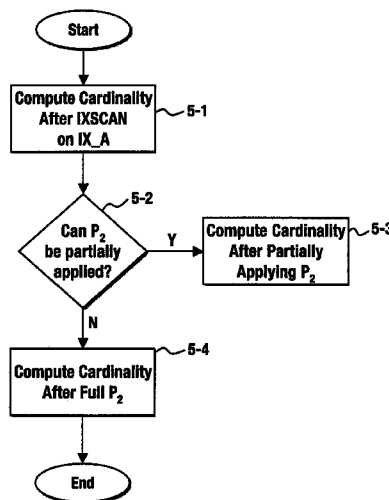 Start
Compute Cardinality
After IXSCAN
on IX_A
5-1
5-2
Can P₂
be partially
applied?
Y
Compute Cardinality
After Partially
Applying P₂
5-3
N
5-4
Compute Cardinality
After Full P₂
End